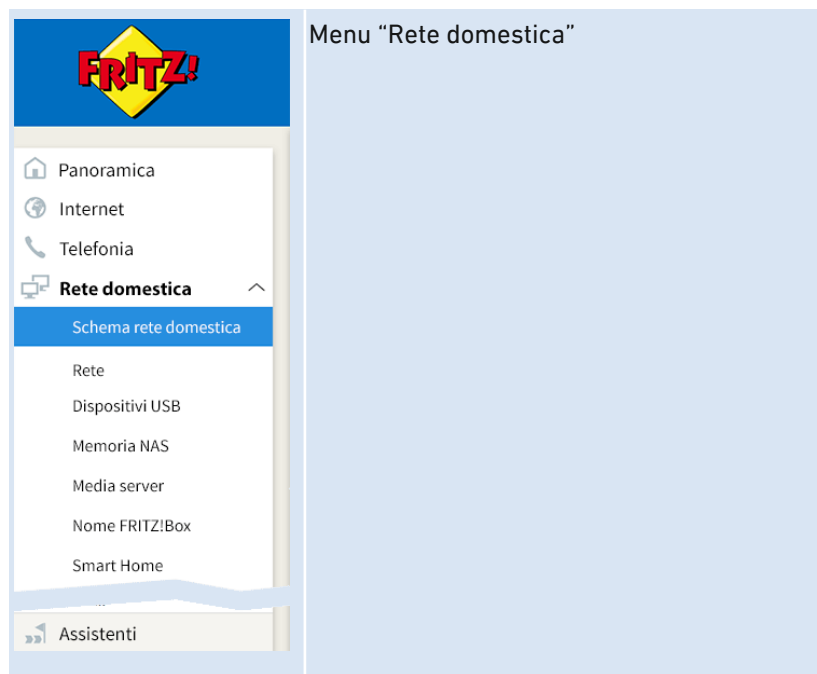 FRITZ!
Menu “Rete domestica”
Panoramica
Internet
Telefonia
Rete domestica
Schema rete domestica
Rete
Dispositivi USB
Memoria NAS
Media server
Nome FRITZ!Box
Smart Home
Assistenti